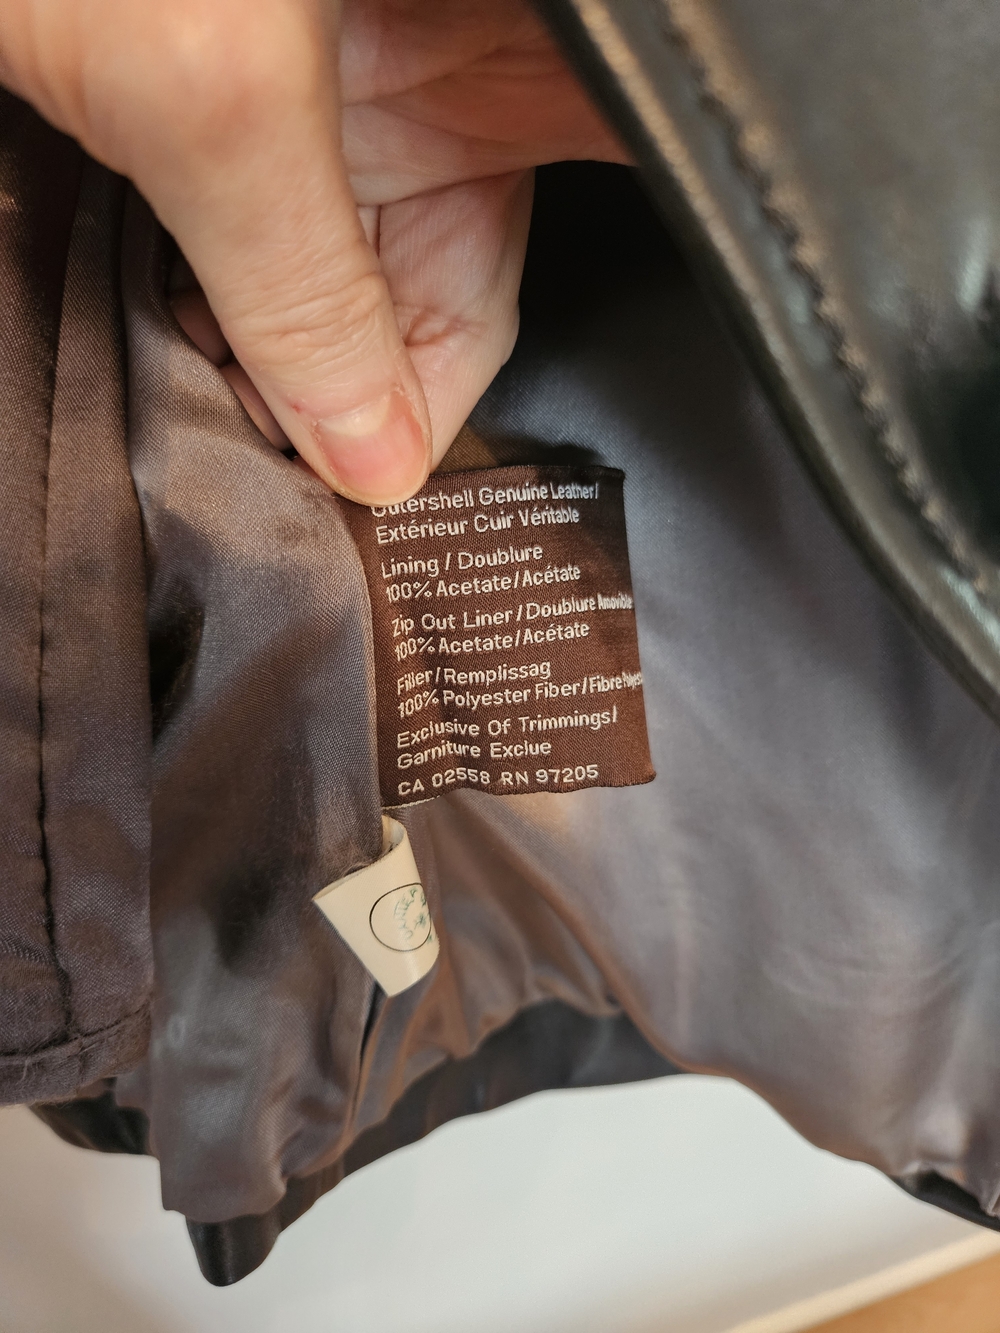 Outershell Genuine Leather/
Extérieur Cuir Véritable
Lining / Doublure
100% Acetate/Acétate
Zip Out Liner/Doublure Amovible
100% Acetate/Acétate
Filler/Remplissag
100% Polyester Fiber/Fibre
Exclusive Of Trimmings/
Garniture Exclue
CA 02558 RN 97205